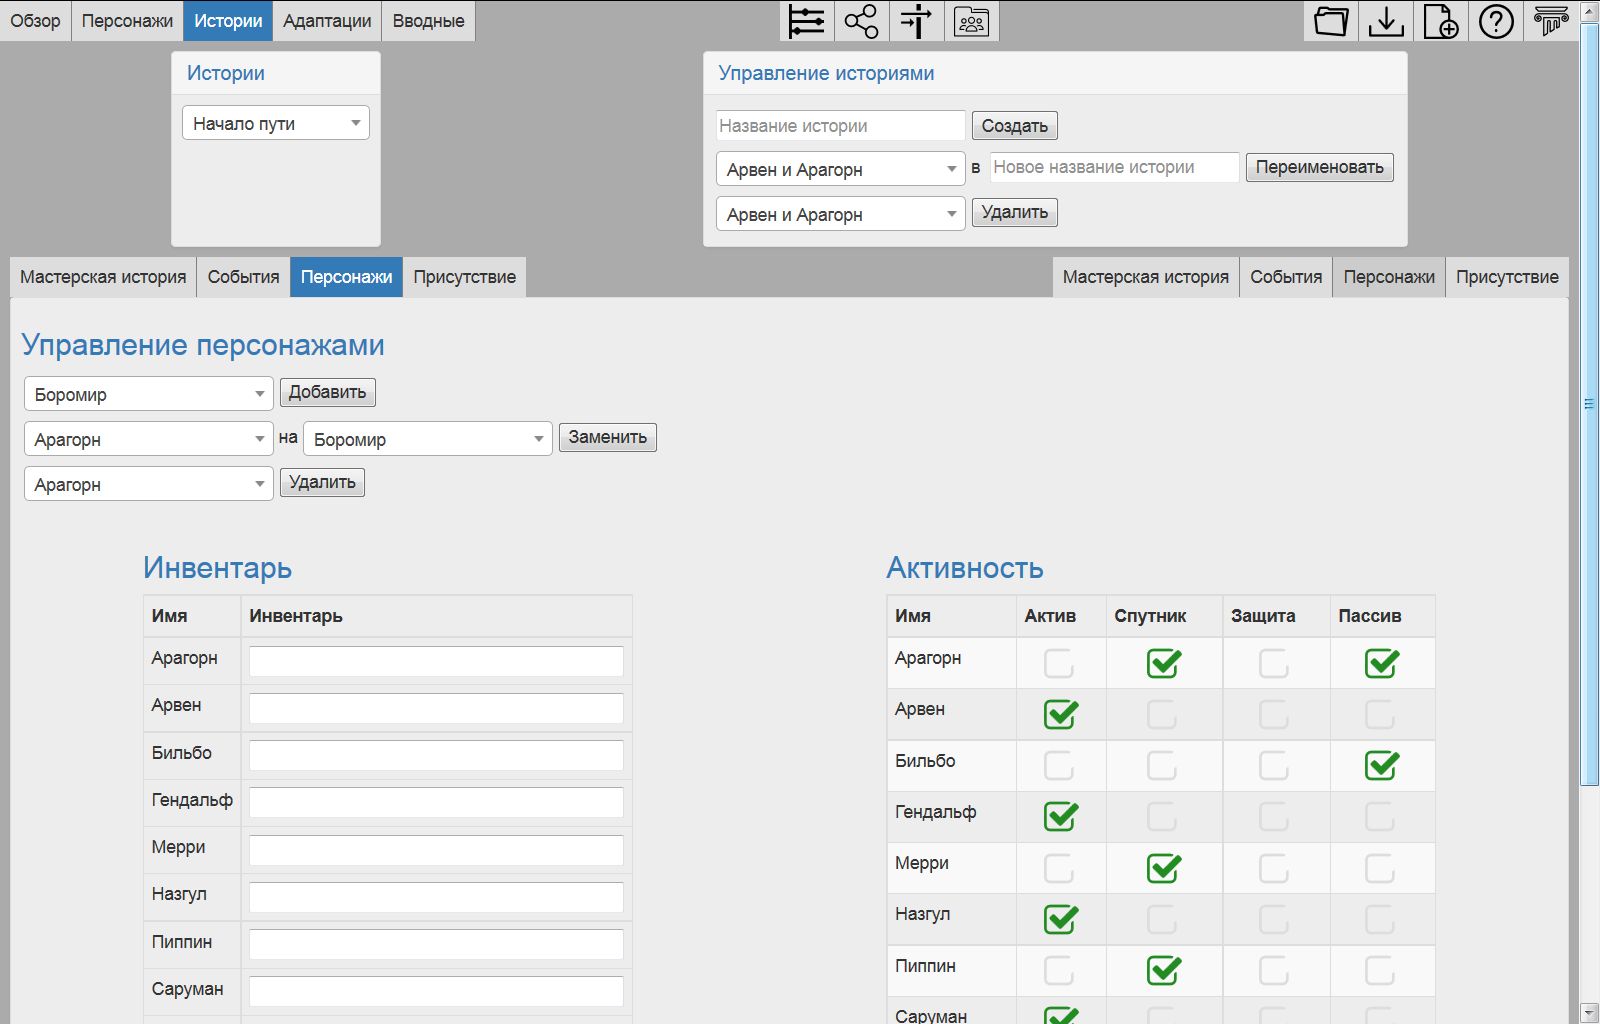 Обзор Персонажи Истории Адаптации Вводные
Истории
Начало пути
Управление историями
Название истории Создать
Арвен и Арагорн в Новое название истории Переименовать
Арвен и Арагорн Удалить
Мастерская история События Персонажи Присутствие
Мастерская история События Персонажи Присутствие
Управление персонажами
Боромир Добавить
Арагорн на Боромир Заменить
Арагорн Удалить
Инвентарь
Имя Инвентарь
Арагорн
Арвен
Бильбо
Гендальф
Мерри
Назгул
Пиппин
Саруман
Активность
Имя Актив Спутник Защита Пассив
Арагорн
Арвен
Бильбо
Гендальф
Мерри
Назгул
Пиппин
Саруман